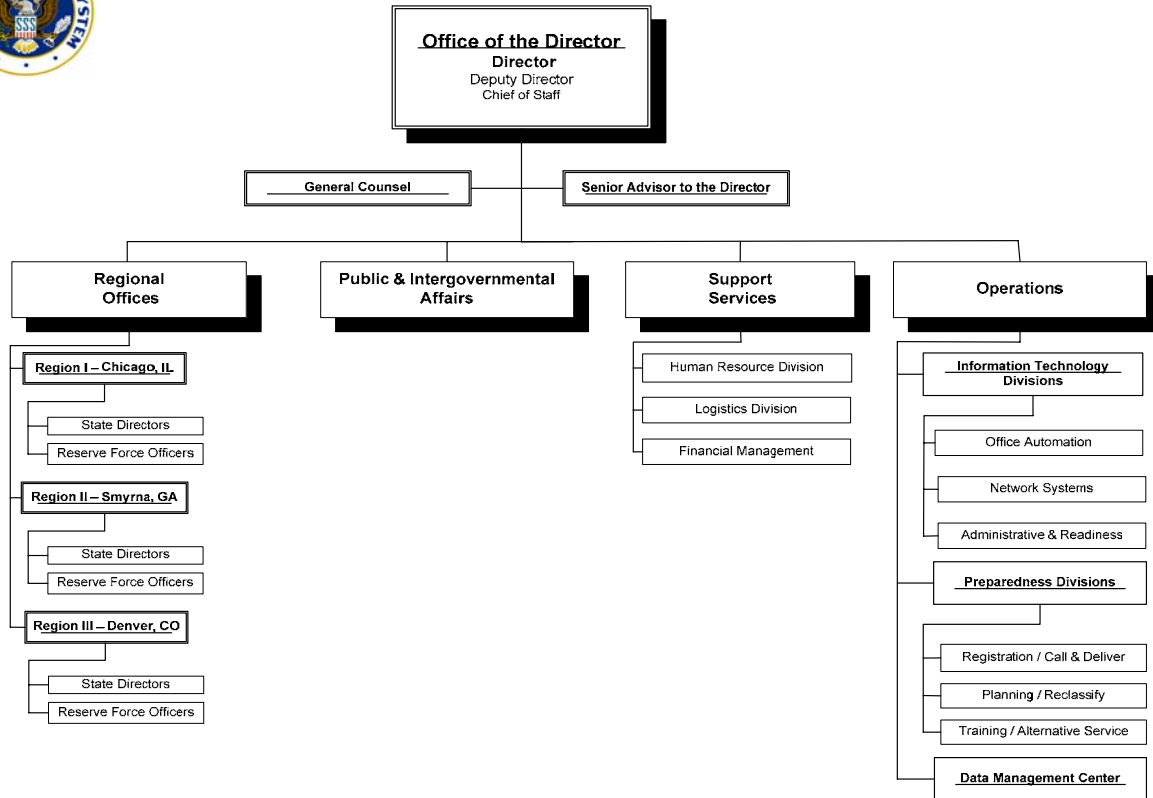 SYSTEM
SSS
Office of the Director
Director
Deputy Director
Chief of Staff
General Counsel
Senior Advisor to the Director
Regional
Offices
Public & Intergovernmental
Affairs
Support
Services
Operations
Region I – Chicago, IL
State Directors
Reserve Force Officers
Region II – Smyrna, GA
State Directors
Reserve Force Officers
Region III – Denver, CO
State Directors
Reserve Force Officers
Human Resource Division
Logistics Division
Financial Management
Information Technology
Divisions
Office Automation
Network Systems
Administrative & Readiness
Preparedness Divisions
Registration / Call & Deliver
Planning / Reclassify
Training / Alternative Service
Data Management Center